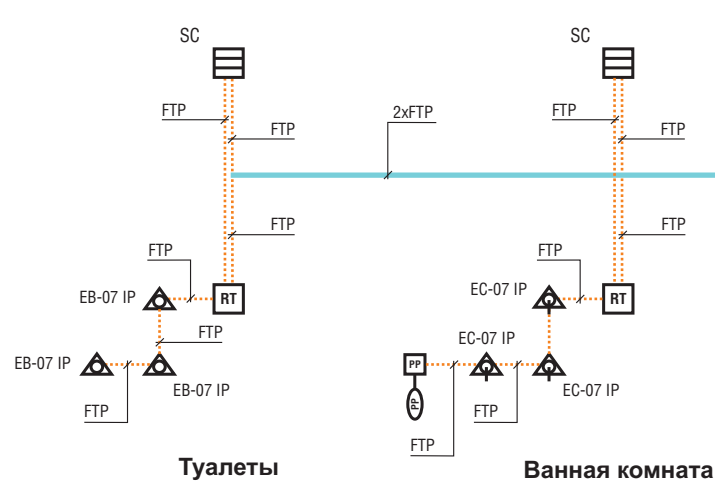 SC
SC
FTP
2xFTP
FTP
FTP
FTP
FTP
FTP
FTP
FTP
FTP
EB-07 IP
RT
EC-07 IP
RT
FTP
EC-07 IP
EB-07 IP
PP
EB-07 IP
EC-07 IP
PP
FTP
FTP
FTP
Туалеты
Ванная комната